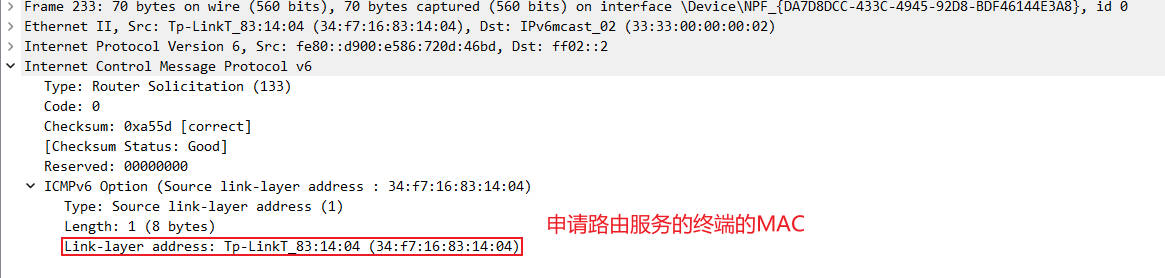 Frame 233: 70 bytes on wire (560 bits), 70 bytes captured (560 bits) on interface \Device\NPF_{DA7D8DCC-433C-4945-92D8-BDF46144E3A8}, id 0
Ethernet II, Src: Tp-LinkT_83:14:04 (34:f7:16:83:14:04), Dst: IPv6mcast_02 (33:33:00:00:00:02)
Internet Protocol Version 6, Src: fe80::d900:e586:720d:46bd, Dst: ff02::2
Internet Control Message Protocol v6
Type: Router Solicitation (133)
Code: 0
Checksum: 0xa55d [correct]
[Checksum Status: Good]
Reserved: 00000000
ICMPv6 Option (Source link-layer address : 34:f7:16:83:14:04)
Type: Source link-layer address (1)
Length: 1 (8 bytes)
Link-layer address: Tp-LinkT_83:14:04 (34:f7:16:83:14:04)
申请路由服务的终端的MAC